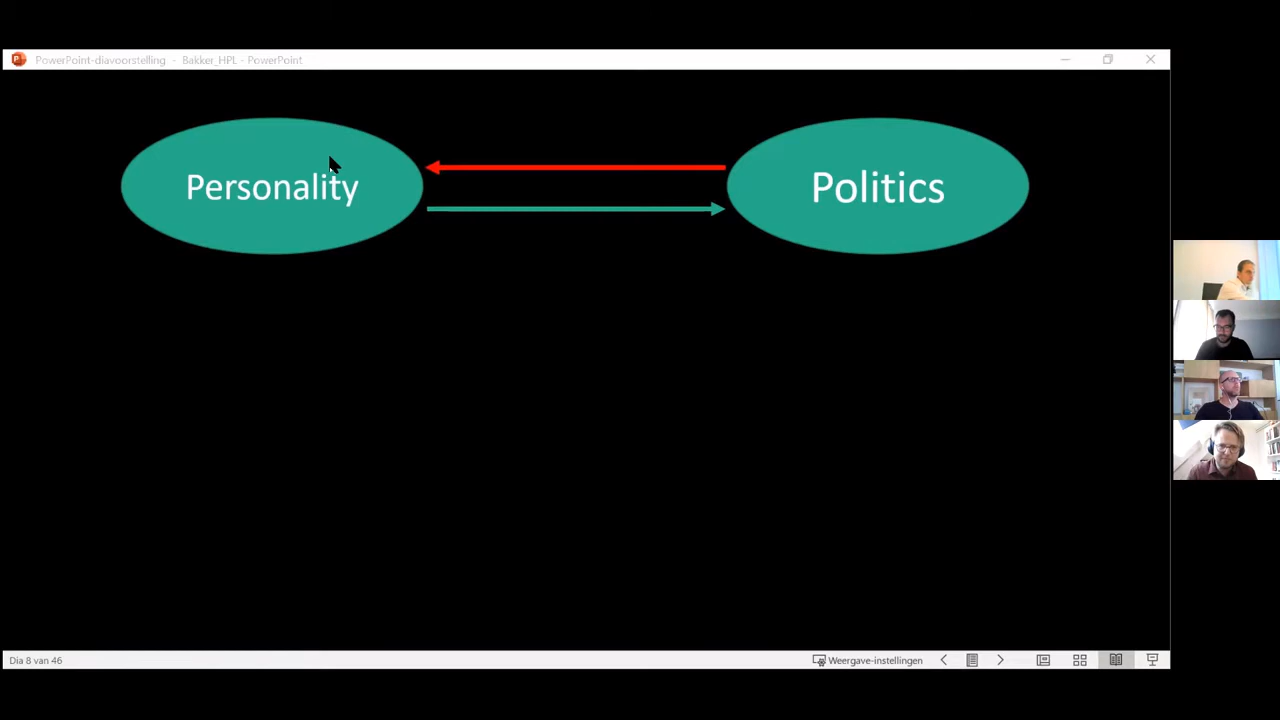 PowerPoint-diavoorstelling - Bakker_HPL - PowerPoint
Personality
Politics
Dia 8 van 46
Weergave-instellingen